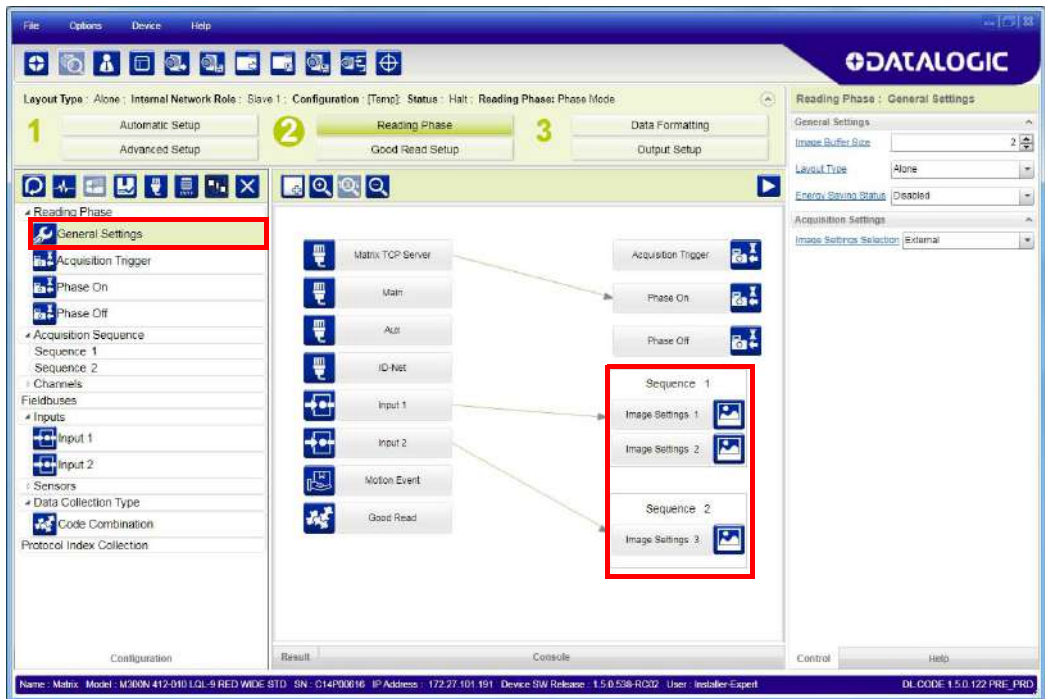 File Options Device Help
DATALOGIC
Layout Type : Alone : Internal Network Role : Slave 1 : Configuration : [Temp]: Status : Halt : Reading Phase: Phase Mode
1 Automatic Setup
Advanced Setup
2 Reading Phase
Good Read Setup
3 Data Formatting
Output Setup
Reading Phase
General Settings
Acquisition Trigger
Phase On
Phase Off
Acquisition Sequence
Sequence 1
Sequence 2
Channels
Fieldbuses
Inputs
Input 1
Input 2
Sensors
Data Collection Type
Code Combination
Protocol Index Collection
Configuration
Matrix TCP Server
Main
Aux
ID-Net
Input 1
Input 2
Motion Event
Good Read
Acquisition Trigger
Phase On
Phase Off
Sequence 1
Image Settings 1
Image Settings 2
Sequence 2
Image Settings 3
Result Console
Reading Phase : General Settings
General Settings
Image Buffer Size 2
Layout Type Alone
Energy Saving Status Disabled
Acquisition Settings
Image Settings Selection External
Control Help
Name : Matrix Model : M300N 412-010 LQL-9 RED WIDE STD SN : C14P00616 IP Address : 172.27.101.191 Device SW Release : 1.5.0.538-RC02 User : Installer-Expert DL.CODE 1.5.0.122 PRE_PRD